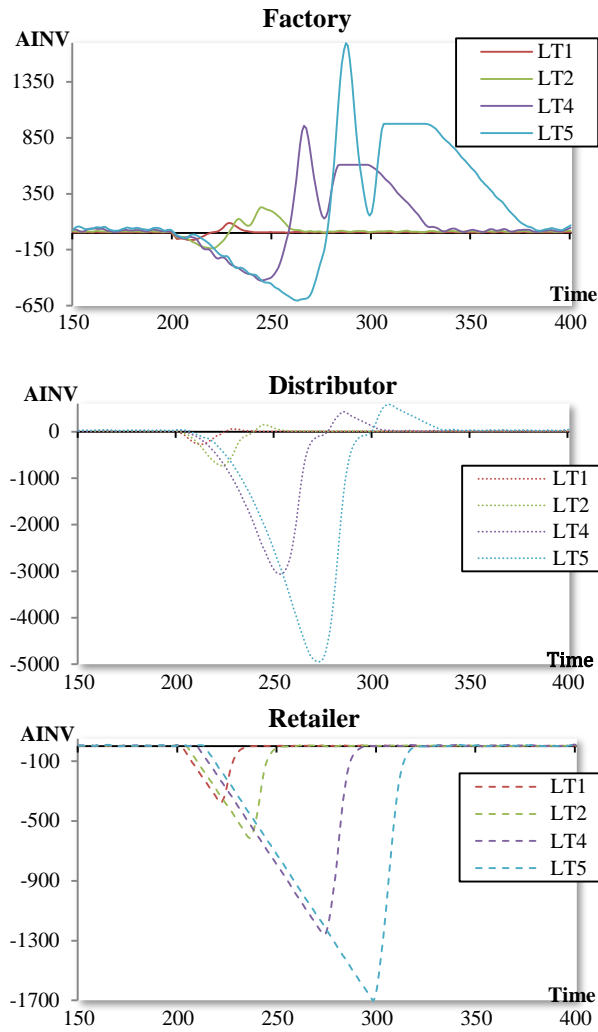 Factory
AINV
1350
850
350
-150
-650
150 200 250 300 350 400
Time
LT1
LT2
LT4
LT5
Distributor
AINV
0
-1000
-2000
-3000
-4000
-5000
150 200 250 300 350 400
Time
LT1
LT2
LT4
LT5
Retailer
AINV
-100
-500
-900
-1300
-1700
150 200 250 300 350 400
Time
LT1
LT2
LT4
LT5